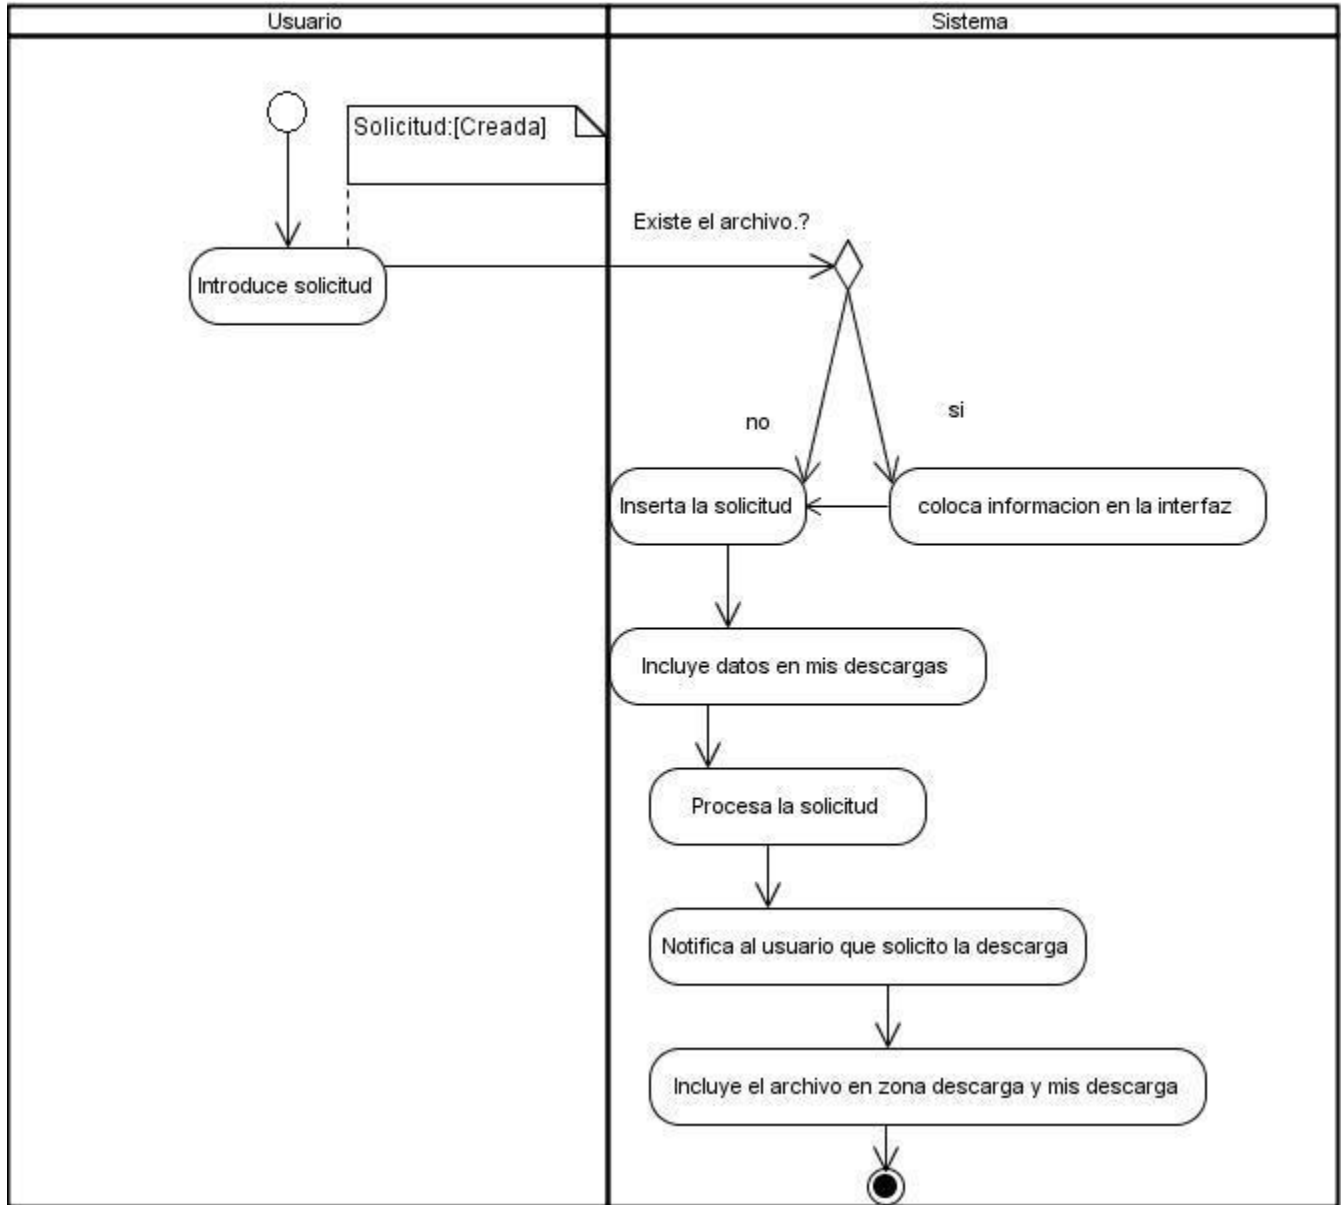 Usuario
Sistema
Solicitud:[Creada]
Existe el archivo.?
Introduce solicitud
no
si
Inserta la solicitud
coloca informacion en la interfaz
Incluye datos en mis descargas
Procesa la solicitud
Notifica al usuario que solicito la descarga
Incluye el archivo en zona descarga y mis descarga